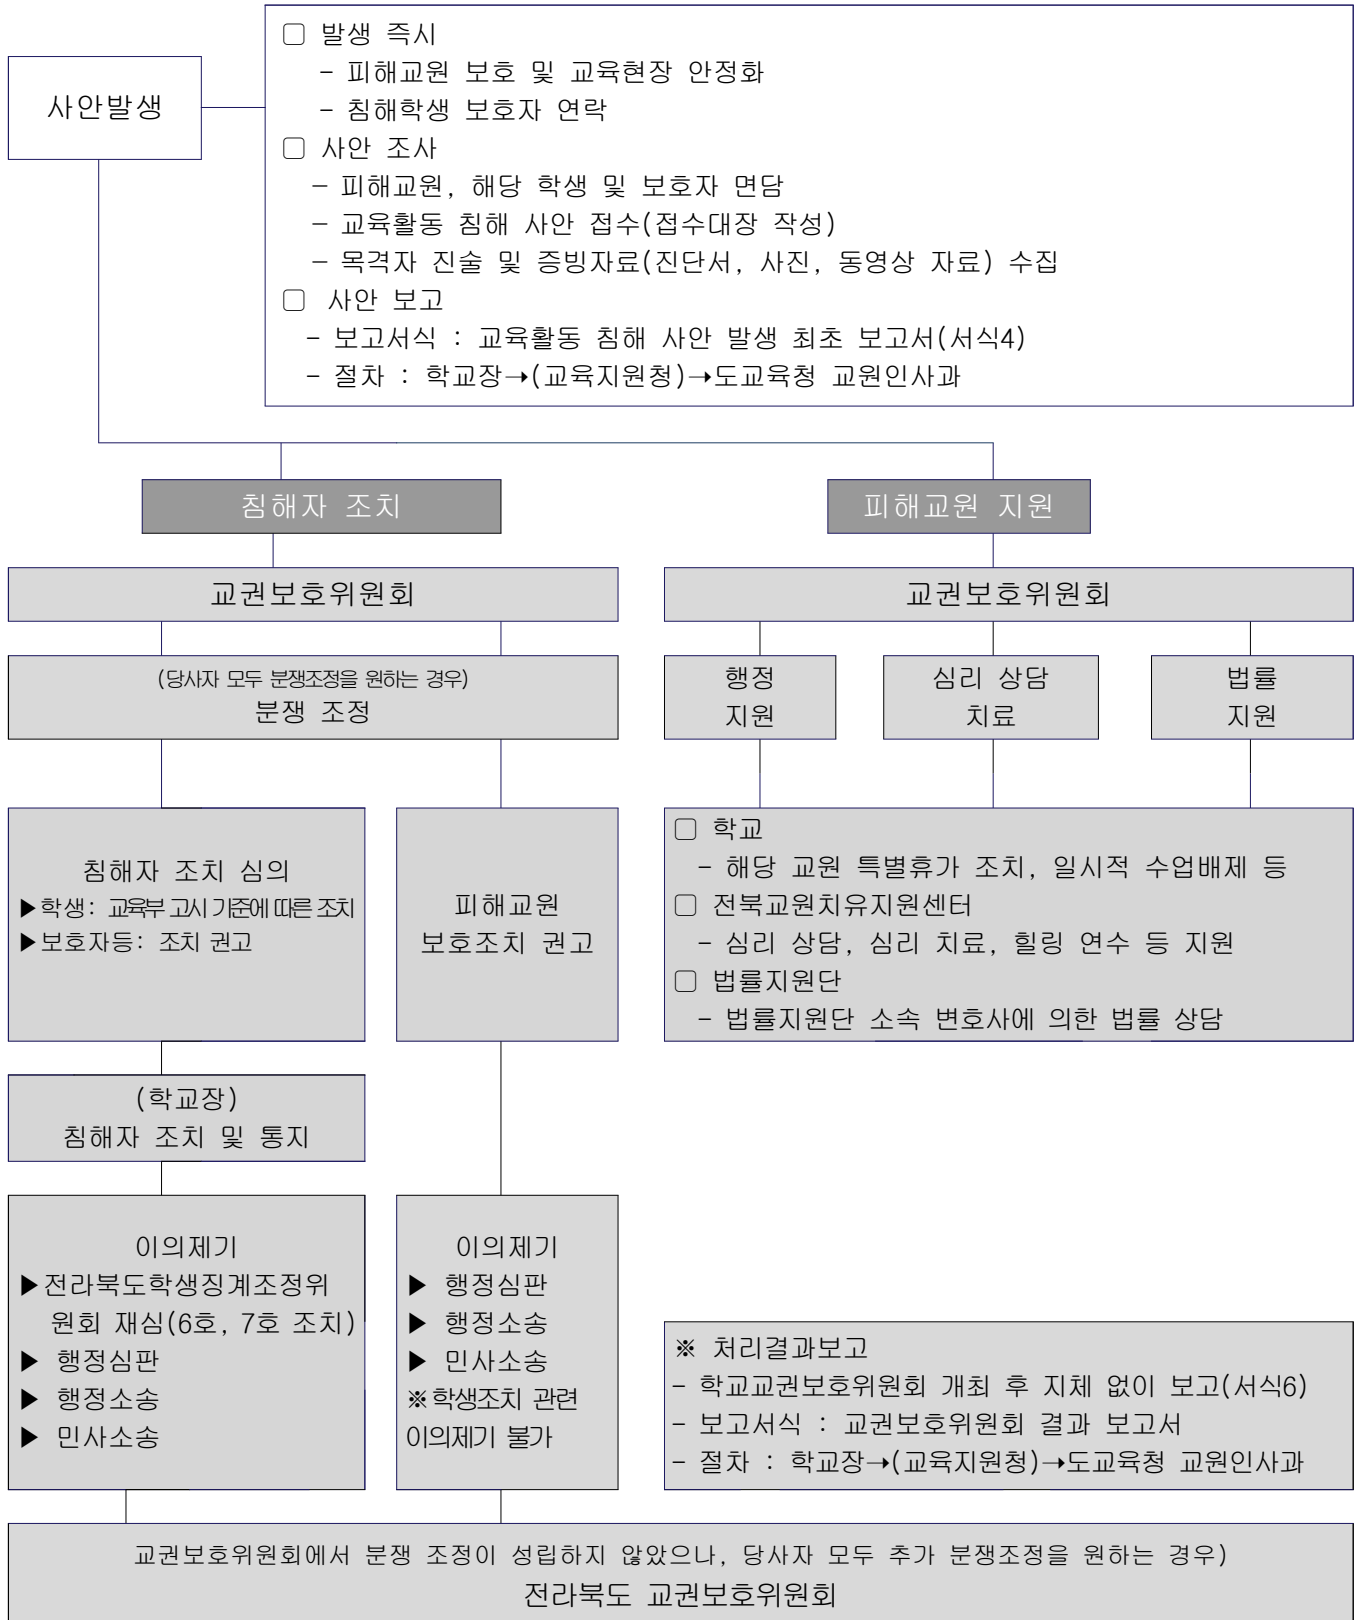 사안발생
▢ 발생 즉시
- 피해교원 보호 및 교육현장 안정화
- 침해학생 보호자 연락
▢ 사안 조사
- 피해교원, 해당 학생 및 보호자 면담
- 교육활동 침해 사안 접수(접수대장 작성)
- 목격자 진술 및 증빙자료(진단서, 사진, 동영상 자료) 수집
▢ 사안 보고
- 보고서식 : 교육활동 침해 사안 발생 최초 보고서(서식4)
- 절차 : 학교장→(교육지원청)→도교육청 교원인사과
침해자 조치
피해교원 지원
교권보호위원회
교권보호위원회
(당사자 모두 분쟁조정을 원하는 경우)
분쟁 조정
행정
지원
심리 상담
치료
법률
지원
침해자 조치 심의
▶학생: 교육부 고시 기준에 따른 조치
▶보호자등: 조치 권고
피해교원
보호조치 권고
▢ 학교
- 해당 교원 특별휴가 조치, 일시적 수업배제 등
▢ 전북교원치유지원센터
- 심리 상담, 심리 치료, 힐링 연수 등 지원
▢ 법률지원단
- 법률지원단 소속 변호사에 의한 법률 상담
(학교장)
침해자 조치 및 통지
이의제기
▶전라북도학생징계조정위
원회 재심(6호, 7호 조치)
▶ 행정심판
▶ 행정소송
▶ 민사소송
이의제기
▶ 행정심판
▶ 행정소송
▶ 민사소송
※학생조치 관련
이의제기 불가
※ 처리결과보고
- 학교교권보호위원회 개최 후 지체 없이 보고(서식6)
- 보고서식 : 교권보호위원회 결과 보고서
- 절차 : 학교장→(교육지원청)→도교육청 교원인사과
교권보호위원회에서 분쟁 조정이 성립하지 않았으나, 당사자 모두 추가 분쟁조정을 원하는 경우)
전라북도 교권보호위원회